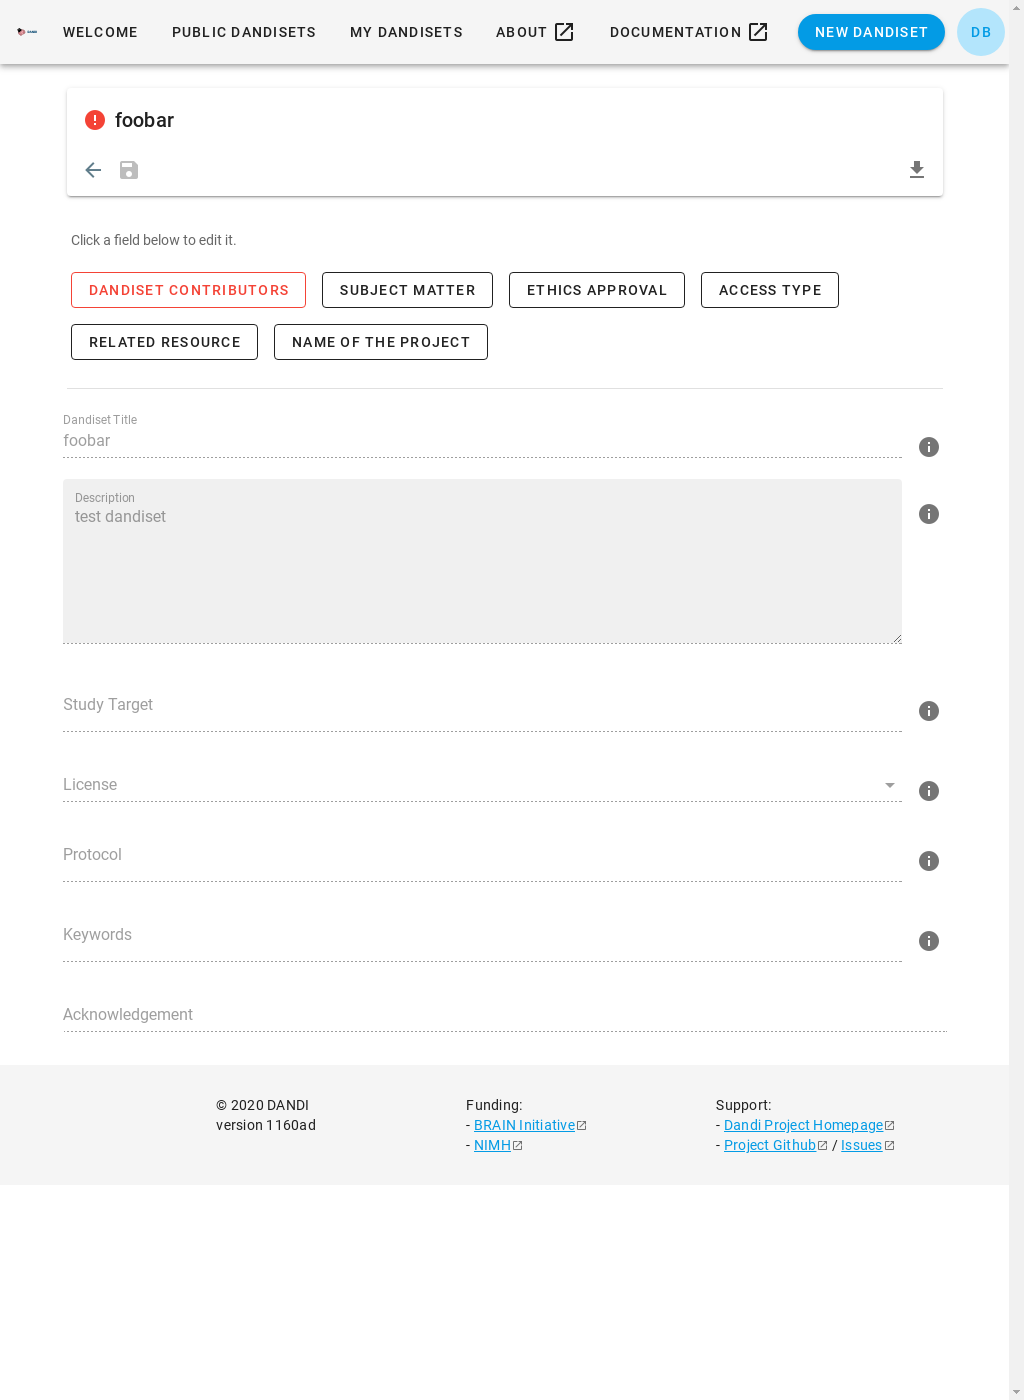 WELCOME PUBLIC DANDISETS MY DANDISETS ABOUT DOCUMENTATION NEW DANDISET DB
foobar
Click a field below to edit it.
DANDISET CONTRIBUTORS SUBJECT MATTER ETHICS APPROVAL ACCESS TYPE
RELATED RESOURCE NAME OF THE PROJECT
Dandiset Title
foobar
Description
test dandiset
Study Target
License
Protocol
Keywords
Acknowledgement
© 2020 DANDI
version 1160ad
Funding:
- BRAIN Initiative
- NIMH
Support:
- Dandi Project Homepage
- Project Github / Issues